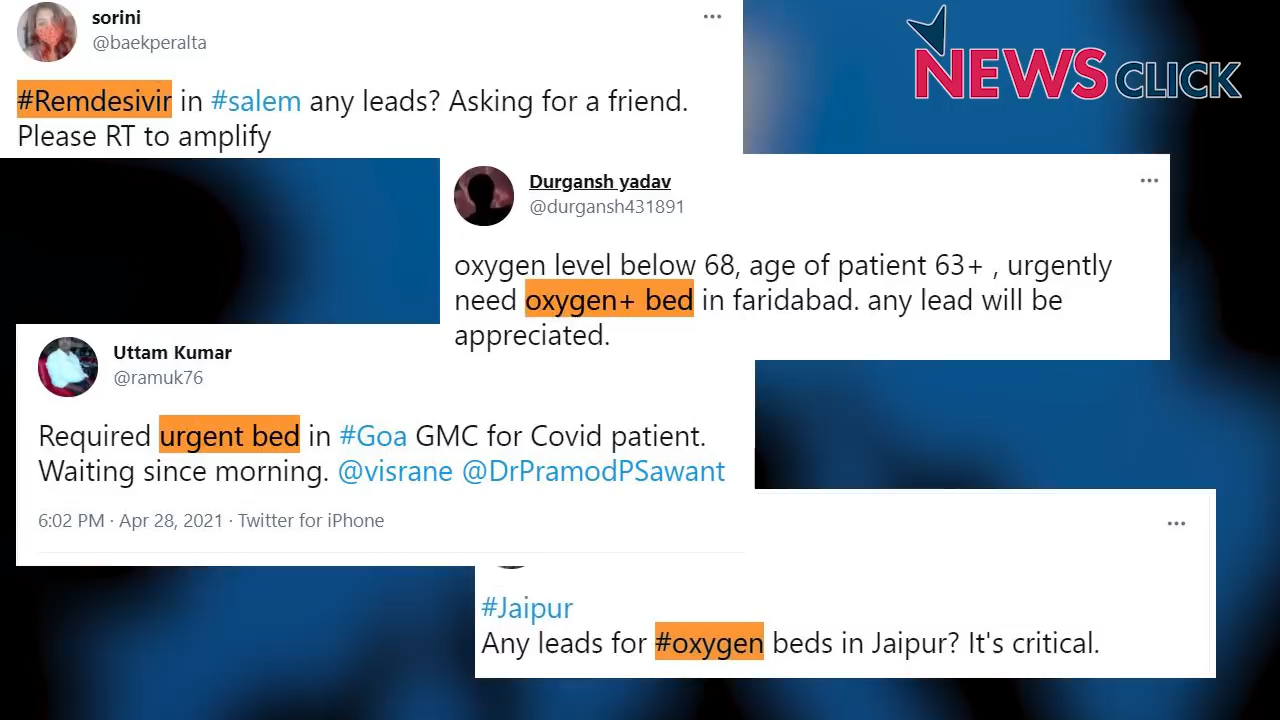 sorini
@baekperalta
#Remdesivir in #salem any leads? Asking for a friend.
Please RT to amplify
NEWSCLICK
Durgansh yadav
@durgansh431891
oxygen level below 68, age of patient 63+ , urgently
need oxygen+ bed in faridabad. any lead will be
appreciated.
Uttam Kumar
@ramuk76
Required urgent bed in #Goa GMC for Covid patient.
Waiting since morning. @visrane @DrPramodPSawant
6:02 PM · Apr 28, 2021 · Twitter for iPhone
#Jaipur
Any leads for #oxygen beds in Jaipur? It's critical.